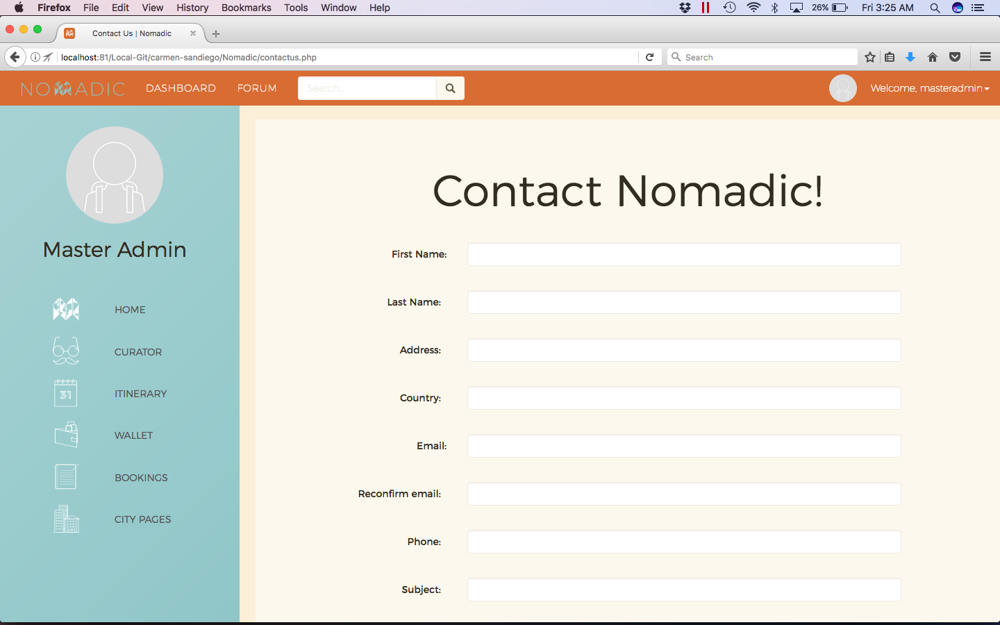 Firefox File Edit View History Bookmarks Tools Window Help 26% Fri 3:25 AM
Contact Us | Nomadic
localhost:81/Local-Git/carmen-sandiego/Nomadic/contactus.php Search
NOMADIC DASHBOARD FORUM Search... Welcome, masteradmin
Contact Nomadic!
Master Admin
HOME
CURATOR
31 ITINERARY
WALLET
BOOKINGS
CITY PAGES
First Name:
Last Name:
Address:
Country:
Email:
Reconfirm email:
Phone:
Subject: